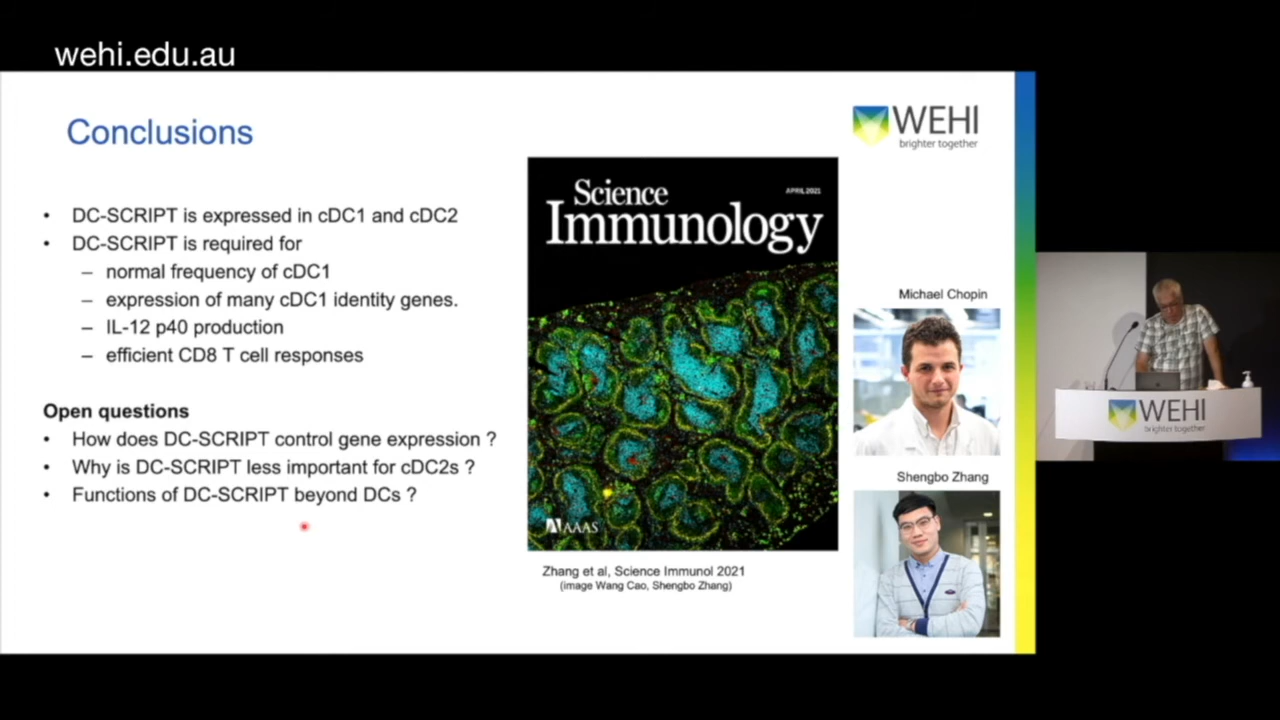 wehi.edu.au
Conclusions
WEHI
brighter together
• DC-SCRIPT is expressed in cDC1 and cDC2
• DC-SCRIPT is required for
– normal frequency of cDC1
– expression of many cDC1 identity genes.
– IL-12 p40 production
– efficient CD8 T cell responses
Open questions
• How does DC-SCRIPT control gene expression ?
• Why is DC-SCRIPT less important for cDC2s ?
• Functions of DC-SCRIPT beyond DCs ?
Science
Immunology
APRIL 2021
AAAS
Zhang et al, Science Immunol 2021
(image Wang Cao, Shengbo Zhang)
Michael Chopin
Shengbo Zhang
WEHI
brighter together